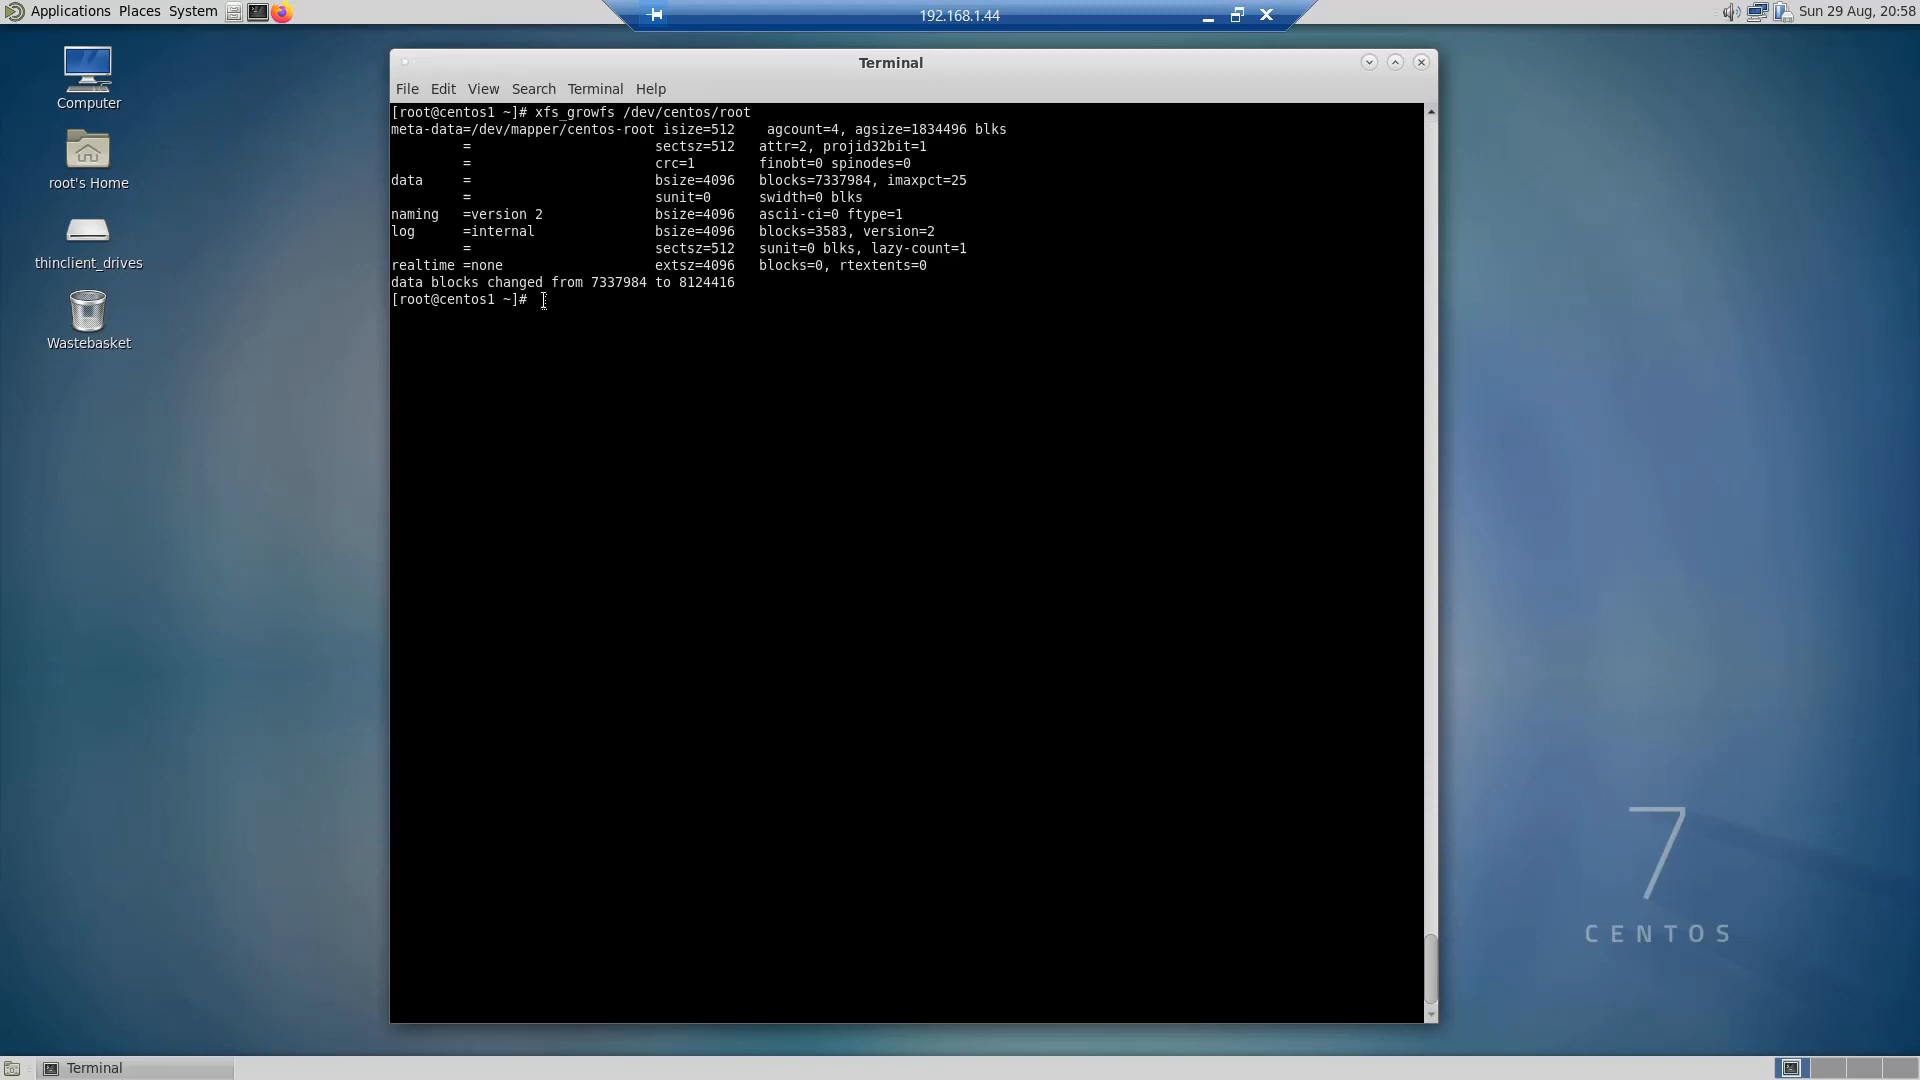 Applications Places System
192.168.1.44
Sun 29 Aug, 20:58
Computer
root's Home
thinclient_drives
Wastebasket
Terminal
File Edit View Search Terminal Help
[root@centos1 ~]# xfs_growfs /dev/centos/root
meta-data=/dev/mapper/centos-root isize=512    agcount=4, agsize=1834496 blks
         =                       sectsz=512   attr=2, projid32bit=1
         =                       crc=1        finobt=0 spinodes=0
data     =                       bsize=4096   blocks=7337984, imaxpct=25
         =                       sunit=0      swidth=0 blks
naming   =version 2              bsize=4096   ascii-ci=0 ftype=1
log      =internal               bsize=4096   blocks=3583, version=2
         =                       sectsz=512   sunit=0 blks, lazy-count=1
realtime =none                   extsz=4096   blocks=0, rtextents=0
data blocks changed from 7337984 to 8124416
[root@centos1 ~]#
7
CENTOS
Terminal